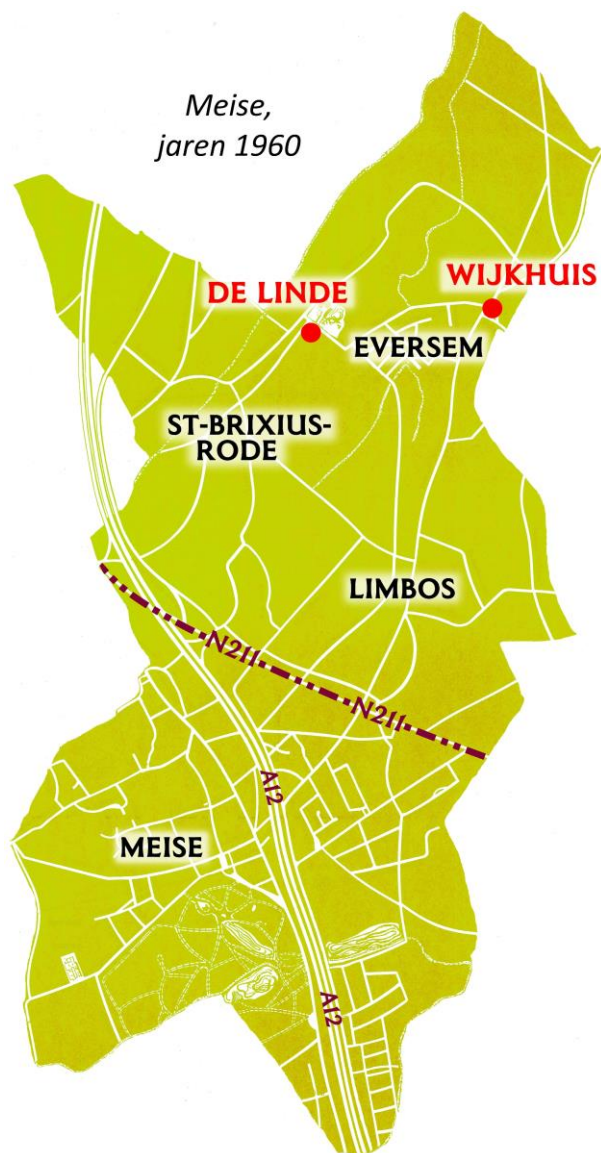 Meise,
jaren 1960
WIJKHUIS
DE LINDE
EVERSEM
ST-BRIXIUS-
RODE
LIMBOS
N211
N211
A12
MEISE
A12